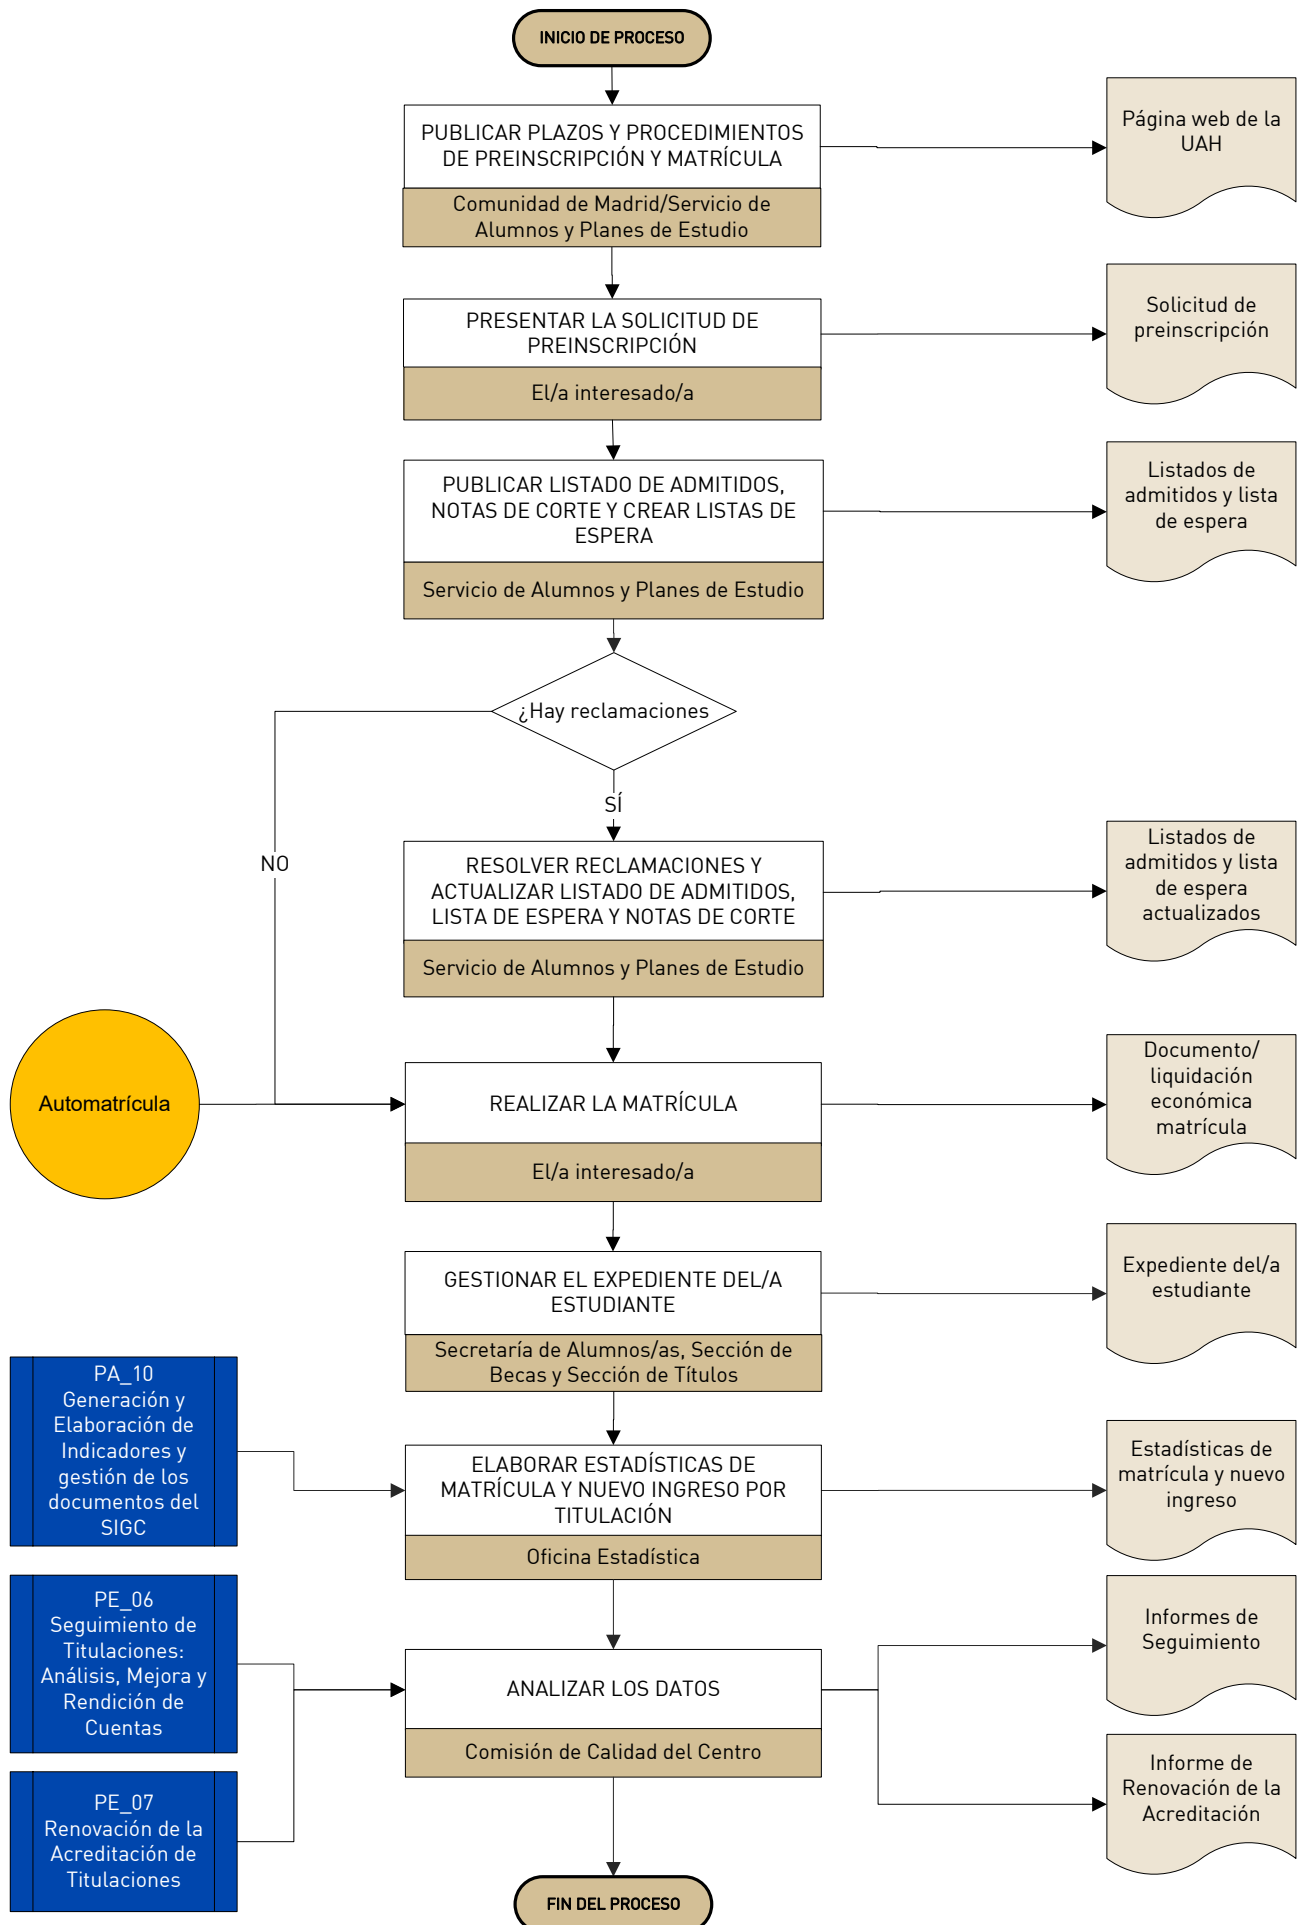 INICIO DE PROCESO
PUBLICAR PLAZOS Y PROCEDIMIENTOS
DE PREINSCRIPCIÓN Y MATRÍCULA
Comunidad de Madrid/Servicio de
Alumnos y Planes de Estudio
Página web de la
UAH
PRESENTAR LA SOLICITUD DE
PREINSCRIPCIÓN
El/a interesado/a
Solicitud de
preinscripción
PUBLICAR LISTADO DE ADMITIDOS,
NOTAS DE CORTE Y CREAR LISTAS DE
ESPERA
Servicio de Alumnos y Planes de Estudio
Listados de
admitidos y lista
de espera
¿Hay reclamaciones
SÍ
NO
RESOLVER RECLAMACIONES Y
ACTUALIZAR LISTADO DE ADMITIDOS,
LISTA DE ESPERA Y NOTAS DE CORTE
Servicio de Alumnos y Planes de Estudio
Listados de
admitidos y lista
de espera
actualizados
Automatrícula
REALIZAR LA MATRÍCULA
El/a interesado/a
Documento/
liquidación
económica
matrícula
GESTIONAR EL EXPEDIENTE DEL/A
ESTUDIANTE
Secretaría de Alumnos/as, Sección de
Becas y Sección de Títulos
Expediente del/a
estudiante
PA_10
Generación y
Elaboración de
Indicadores y
gestión de los
documentos del
SIGC
ELABORAR ESTADÍSTICAS DE
MATRÍCULA Y NUEVO INGRESO POR
TITULACIÓN
Oficina Estadística
Estadísticas de
matrícula y nuevo
ingreso
PE_06
Seguimiento de
Titulaciones:
Análisis, Mejora y
Rendición de
Cuentas
ANALIZAR LOS DATOS
Comisión de Calidad del Centro
Informes de
Seguimiento
PE_07
Renovación de la
Acreditación de
Titulaciones
Informe de
Renovación de la
Acreditación
FIN DEL PROCESO